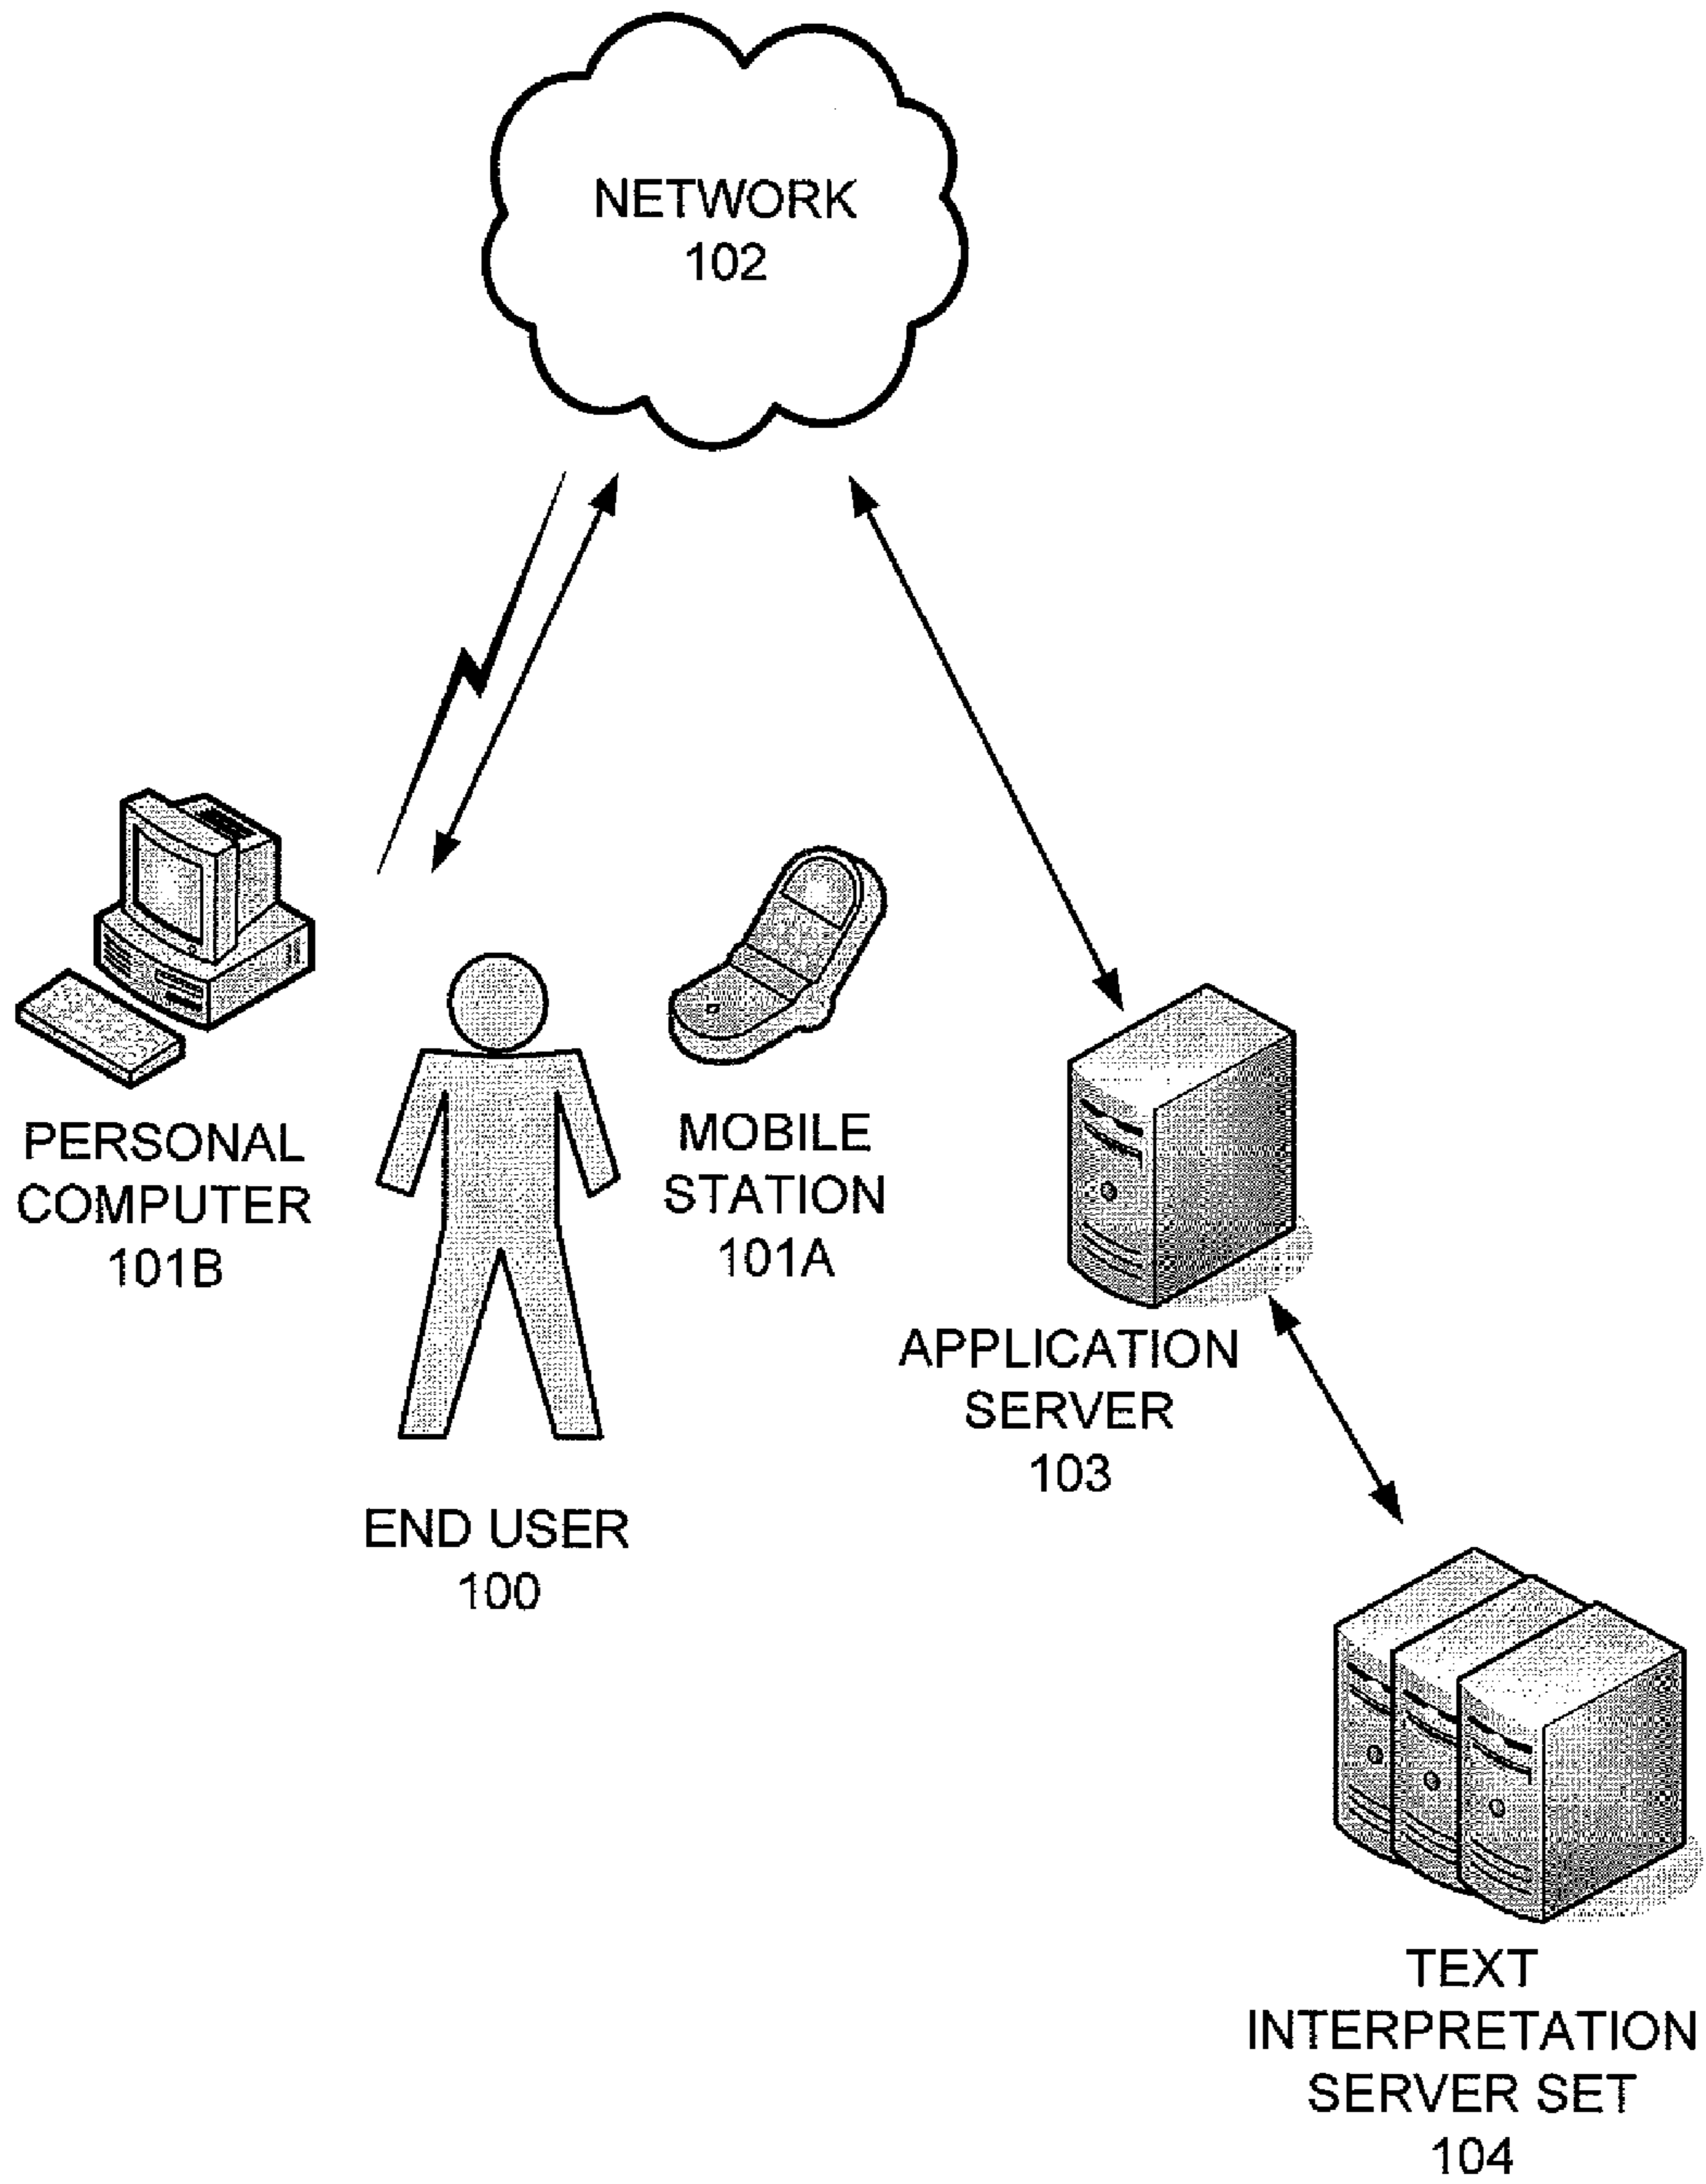 NETWORK
102
PERSONAL
COMPUTER
101B
MOBILE
STATION
101A
END USER
100
APPLICATION
SERVER
103
TEXT
INTERPRETATION
SERVER SET
104